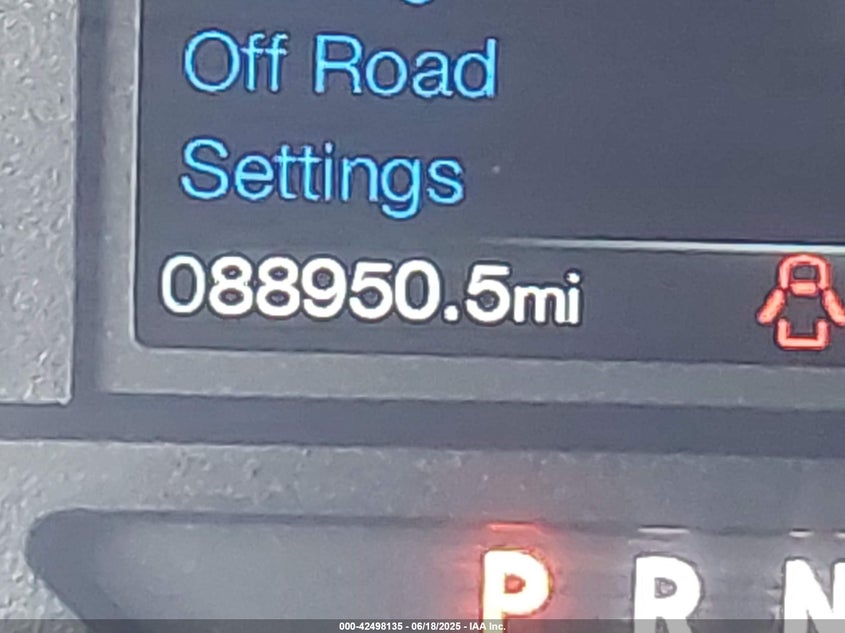 Off Road
Settings
088950.5mi
P R N
000-42498135 - 06/18/2025 - IAA Inc.